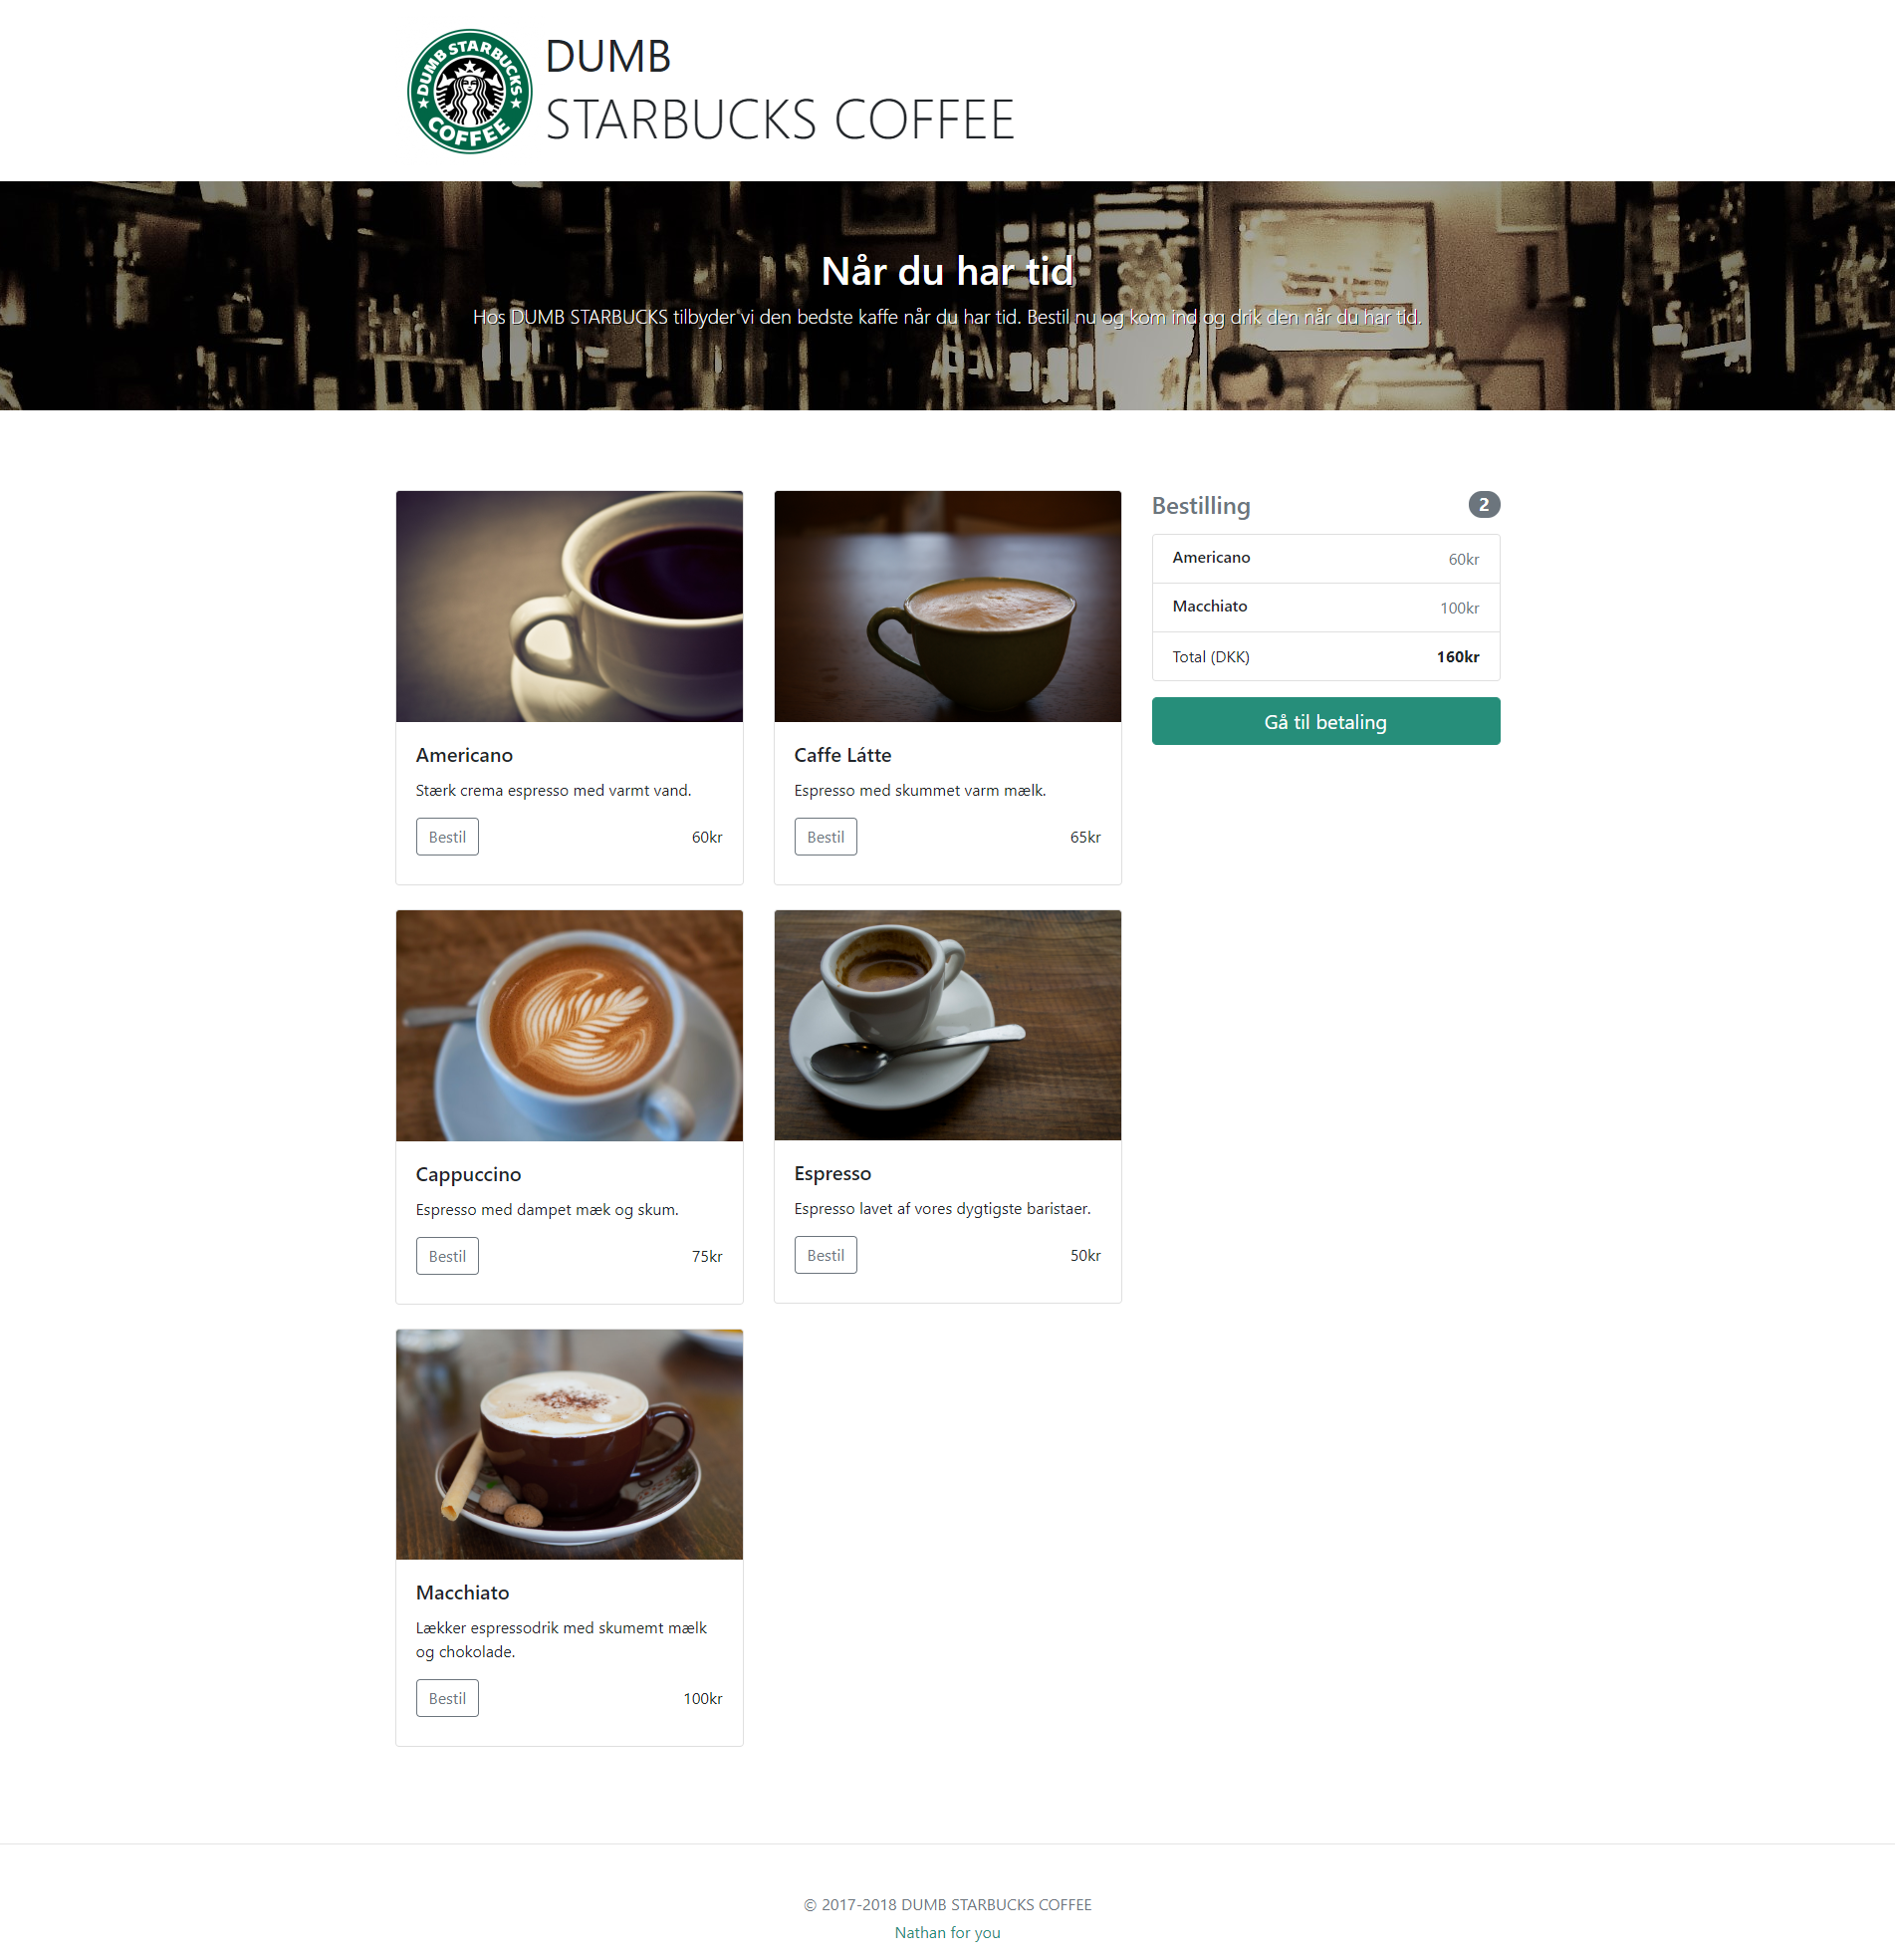 DUMB STARBUCKS
COFFEE
DUMB
STARBUCKS COFFEE
Når du har tid
Hos DUMB STARBUCKS tilbyder vi den bedste kaffe når du har tid. Bestil nu og kom ind og drik den når du har tid.
Americano
Stærk crema espresso med varmt vand.
Bestil 60kr
Caffe Látte
Espresso med skummet varm mælk.
Bestil 65kr
Cappuccino
Espresso med dampet mæk og skum.
Bestil 75kr
Espresso
Espresso lavet af vores dygtigste baristaer.
Bestil 50kr
Macchiato
Lækker espressodrik med skumemt mælk
og chokolade.
Bestil 100kr
Bestilling 2
Americano 60kr
Macchiato 100kr
Total (DKK) 160kr
Gå til betaling
© 2017-2018 DUMB STARBUCKS COFFEE
Nathan for you